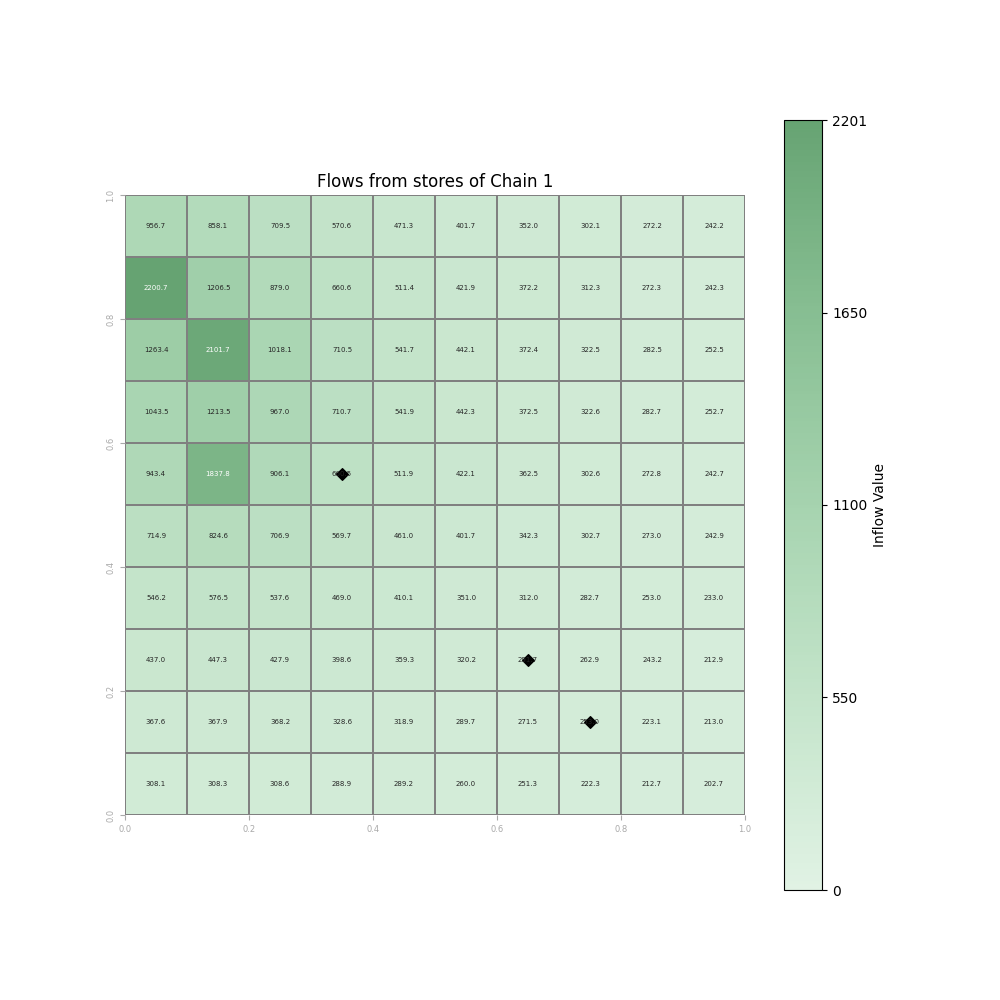 Flows from stores of Chain 1
2201
1650
1100
550
0
Inflow Value
1.0
0.8
0.6
0.4
0.2
0.0
956.7 858.1 709.5 570.6 471.3 401.7 352.0 302.1 272.2 242.2
2200.7 1206.5 879.0 660.6 511.4 421.9 372.2 312.3 272.3 242.3
1263.4 2101.7 1018.1 710.5 541.7 442.1 372.4 322.5 282.5 252.5
1043.5 1213.5 967.0 710.7 541.9 442.3 372.5 322.6 282.7 252.7
943.4 1837.8 906.1 511.9 422.1 362.5 302.6 272.8 242.7
714.9 824.6 706.9 569.7 461.0 401.7 342.3 302.7 273.0 242.9
546.2 576.5 537.6 469.0 410.1 351.0 312.0 282.7 253.0 233.0
437.0 447.3 427.9 398.6 359.3 320.2 262.9 243.2 212.9
367.6 367.9 368.2 328.6 318.9 289.7 271.5 223.1 213.0
308.1 308.3 308.6 288.9 289.2 260.0 251.3 222.3 212.7 202.7
0.0 0.2 0.4 0.6 0.8 1.0